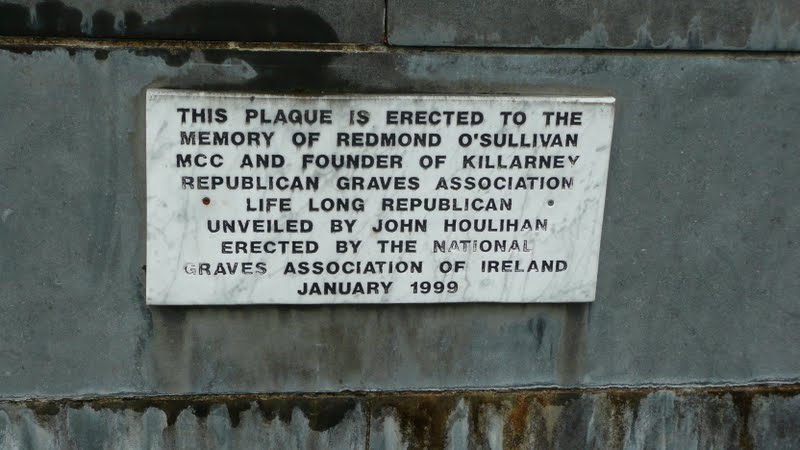 THIS PLAQUE IS ERECTED TO THE
MEMORY OF REDMOND O'SULLIVAN
MCC AND FOUNDER OF KILLARNEY
REPUBLICAN GRAVES ASSOCIATION
LIFE LONG REPUBLICAN
UNVEILED BY JOHN HOULIHAN
ERECTED BY THE NATIONAL
GRAVES ASSOCIATION OF IRELAND
JANUARY 1999